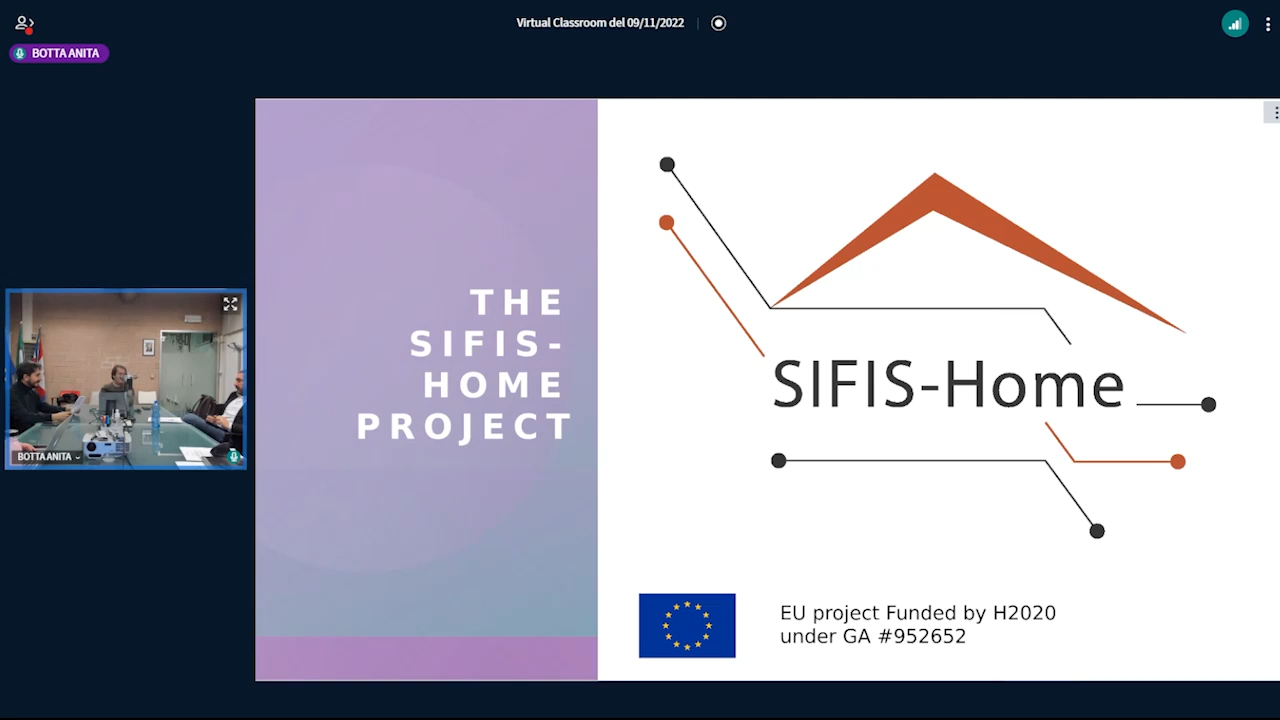 Virtual Classroom del 09/11/2022
BOTTA ANITA
THE
SIFIS-
HOME
PROJECT
SIFIS-Home
BOTTA ANITA
EU project Funded by H2020
under GA #952652